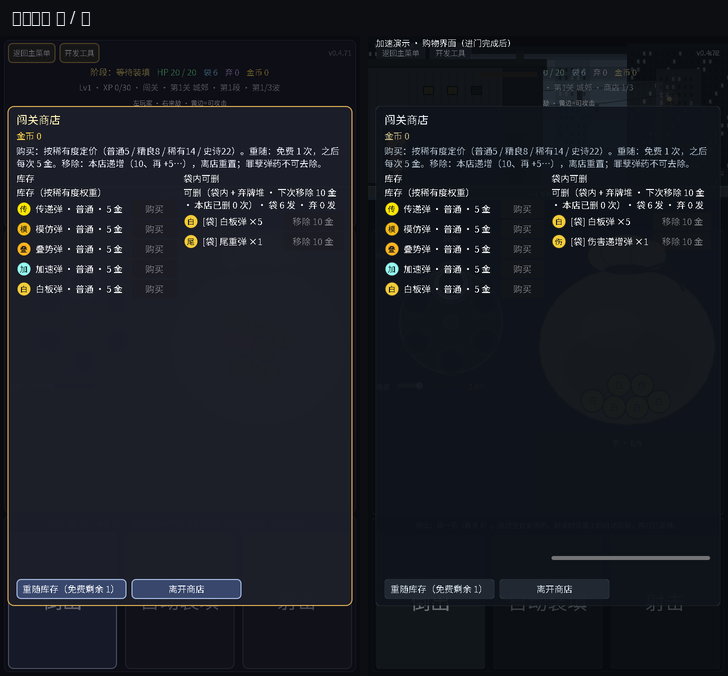 /
返回主菜单 开发工具 v0.4.71
阶段：等待装填 HP 20 / 20 袋 6 弃 0 金币 0
Lv1 · XP 0/30 · 闯关 · 第1关 城郊 · 第1段 · 第1/3波
闯关商店
金币 0
购买：按稀有度定价（普通5 / 精良8 / 稀有14 / 史诗22）。重随：免费 1 次，之后
每次 5 金。移除：本店递增（10、再 +5…），离店重置；罪孽弹药不可去除。
库存
库存（按稀有度权重）
传 传递弹 · 普通 · 5 金 购买
模 模仿弹 · 普通 · 5 金 购买
叠 叠势弹 · 普通 · 5 金 购买
加 加速弹 · 普通 · 5 金 购买
白 白板弹 · 普通 · 5 金 购买
袋内可删
可删（袋内 + 弃牌堆 · 下次移除 10 金
· 本店已删 0 次） · 袋 6 发 · 弃 0 发
白 [袋] 白板弹 ×5 移除 10 金
尾 [袋] 尾重弹 ×1 移除 10 金
重随库存（免费剩余 1） 离开商店
自动装填 射击
加速演示 · 购物界面（进门完成后）
返回主菜单 开发工具
闯关商店
金币 0
购买：按稀有度定价（普通5 / 精良8 / 稀有14 / 史诗22）。重随：免费 1 次，之后
每次 5 金。移除：本店递增（10、再 +5…），离店重置；罪孽弹药不可去除。
库存
库存（按稀有度权重）
传 传递弹 · 普通 · 5 金 购买
模 模仿弹 · 普通 · 5 金 购买
叠 叠势弹 · 普通 · 5 金 购买
加 加速弹 · 普通 · 5 金 购买
白 白板弹 · 普通 · 5 金 购买
袋内可删
可删（袋内 + 弃牌堆 · 下次移除 10 金
· 本店已删 0 次） · 袋 6 发 · 弃 0 发
白 [袋] 白板弹 ×5 移除 10 金
伤 [袋] 伤害递增弹 ×1 移除 10 金
重随库存（免费剩余 1） 离开商店
自动装填 射击